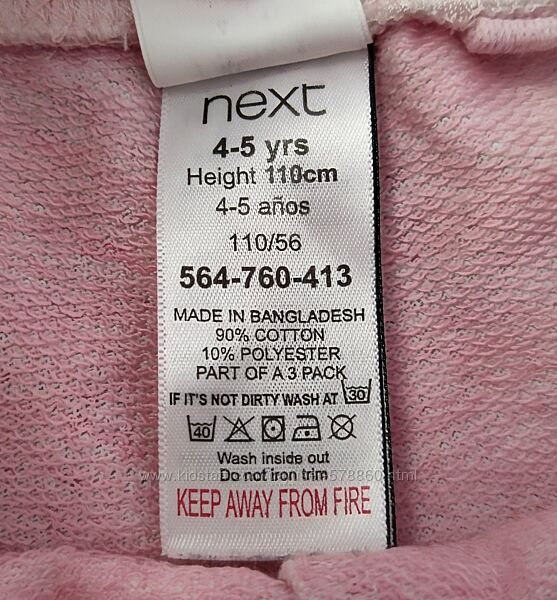 next
4-5 yrs
Height 110cm
4-5 años
110/56
564-760-413
MADE IN BANGLADESH
90% COTTON
10% POLYESTER
PART OF A 3 PACK
IF IT'S NOT DIRTY WASH AT 30
40
Wash inside out
Do not iron trim
KEEP AWAY FROM FIRE